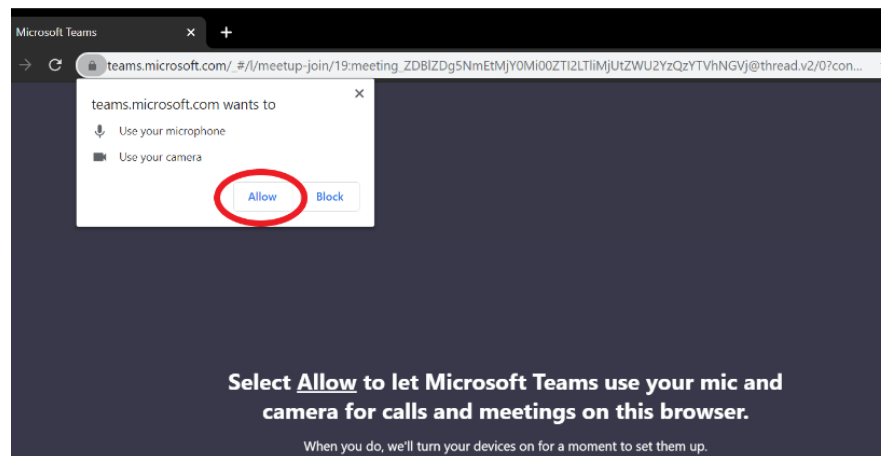 Microsoft Teams
teams.microsoft.com/_#/l/meetup-join/19:meeting_ZDBlZDg5NmEtMjY0Mi00ZTI2LTliMjUtZWU2YzQzYTVhNGVj@thread.v2/0?con...
teams.microsoft.com wants to
Use your microphone
Use your camera
Allow Block
Select Allow to let Microsoft Teams use your mic and
camera for calls and meetings on this browser.
When you do, we'll turn your devices on for a moment to set them up.